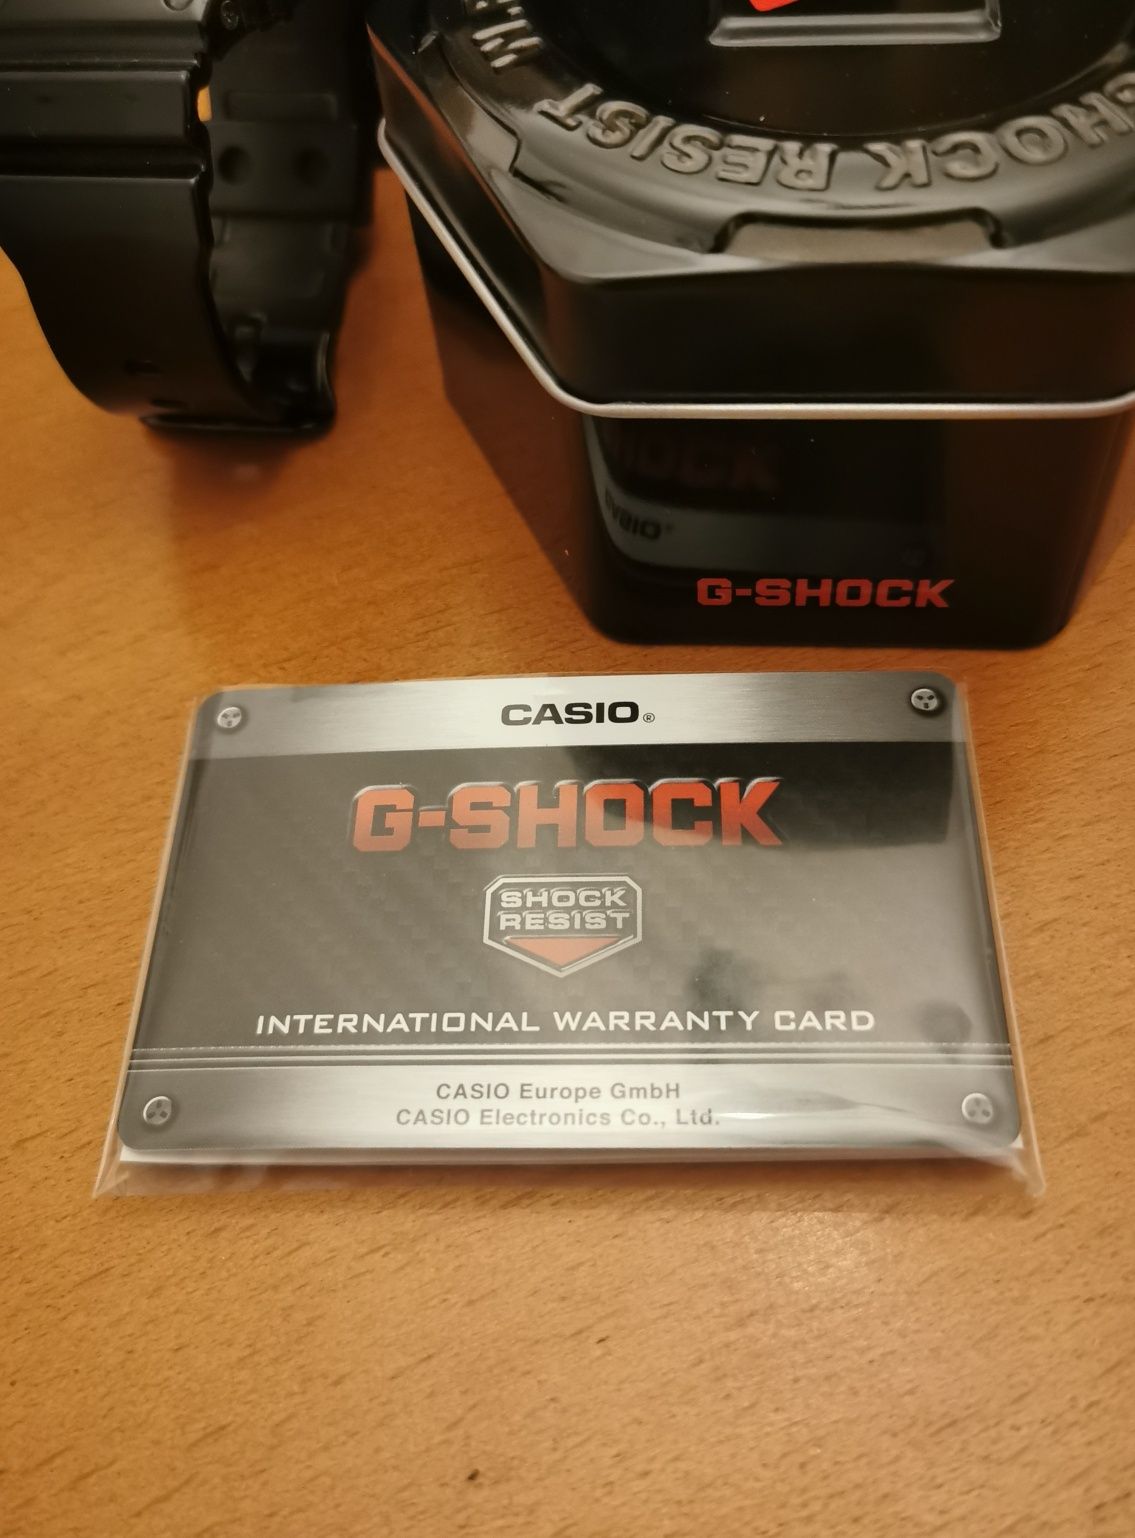 SHOCK RESIST
G-SHOCK
CASIO®
G-SHOCK
SHOCK
RESIST
INTERNATIONAL WARRANTY CARD
CASIO Europe GmbH
CASIO Electronics Co., Ltd.